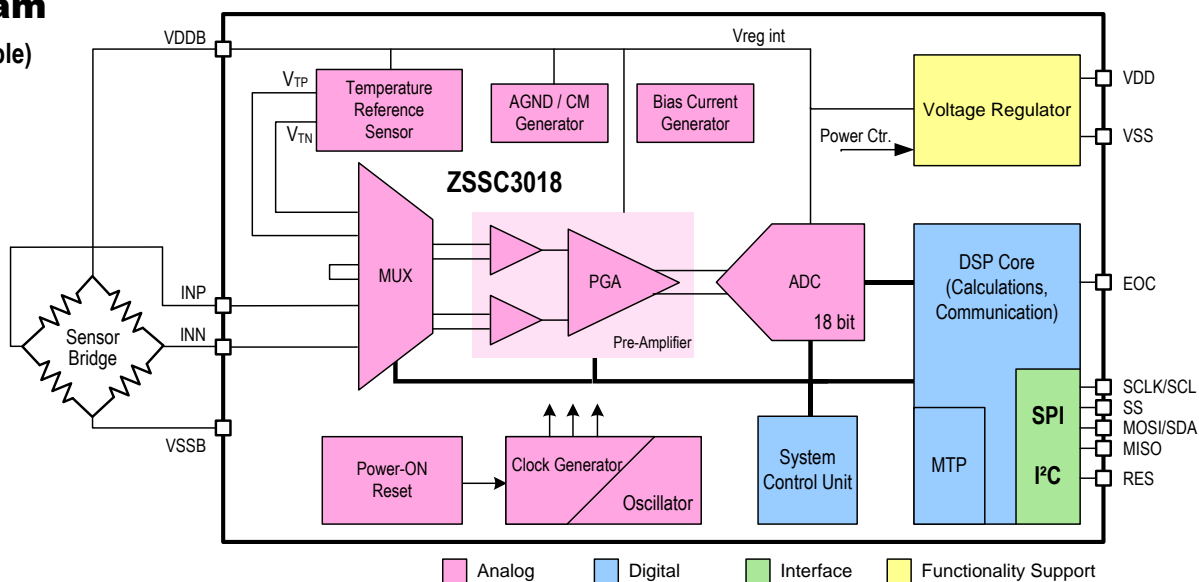 am
ple)
VDDB
Vreg int
VTP
VTN
Temperature
Reference
Sensor
AGND / CM
Generator
Bias Current
Generator
Voltage Regulator
VDD
VSS
Power Ctr.
ZSSC3018
MUX
PGA
Pre-Amplifier
ADC
18 bit
DSP Core
(Calculations,
Communication)
EOC
INP
INN
Sensor
Bridge
VSSB
SCLK/SCL
SS
MOSI/SDA
MISO
RES
SPI
I²C
MTP
Power-ON
Reset
Clock Generator
Oscillator
System
Control Unit
Analog
Digital
Interface
Functionality Support